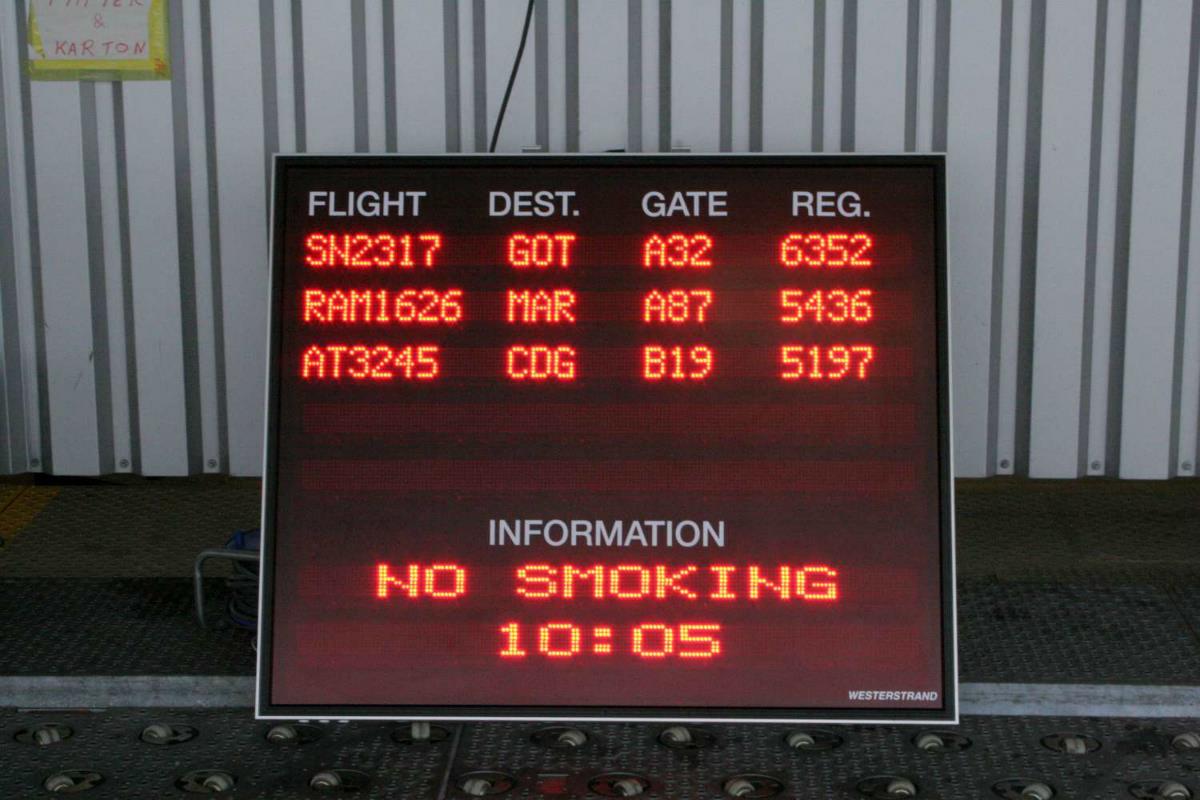 &
KARTON
FLIGHT DEST. GATE REG.
SN2317 GOT A32 6352
RAM1626 MAR A87 5436
AT3245 CDG B19 5197
INFORMATION
NO SMOKING
10:05
WESTERSTRAND